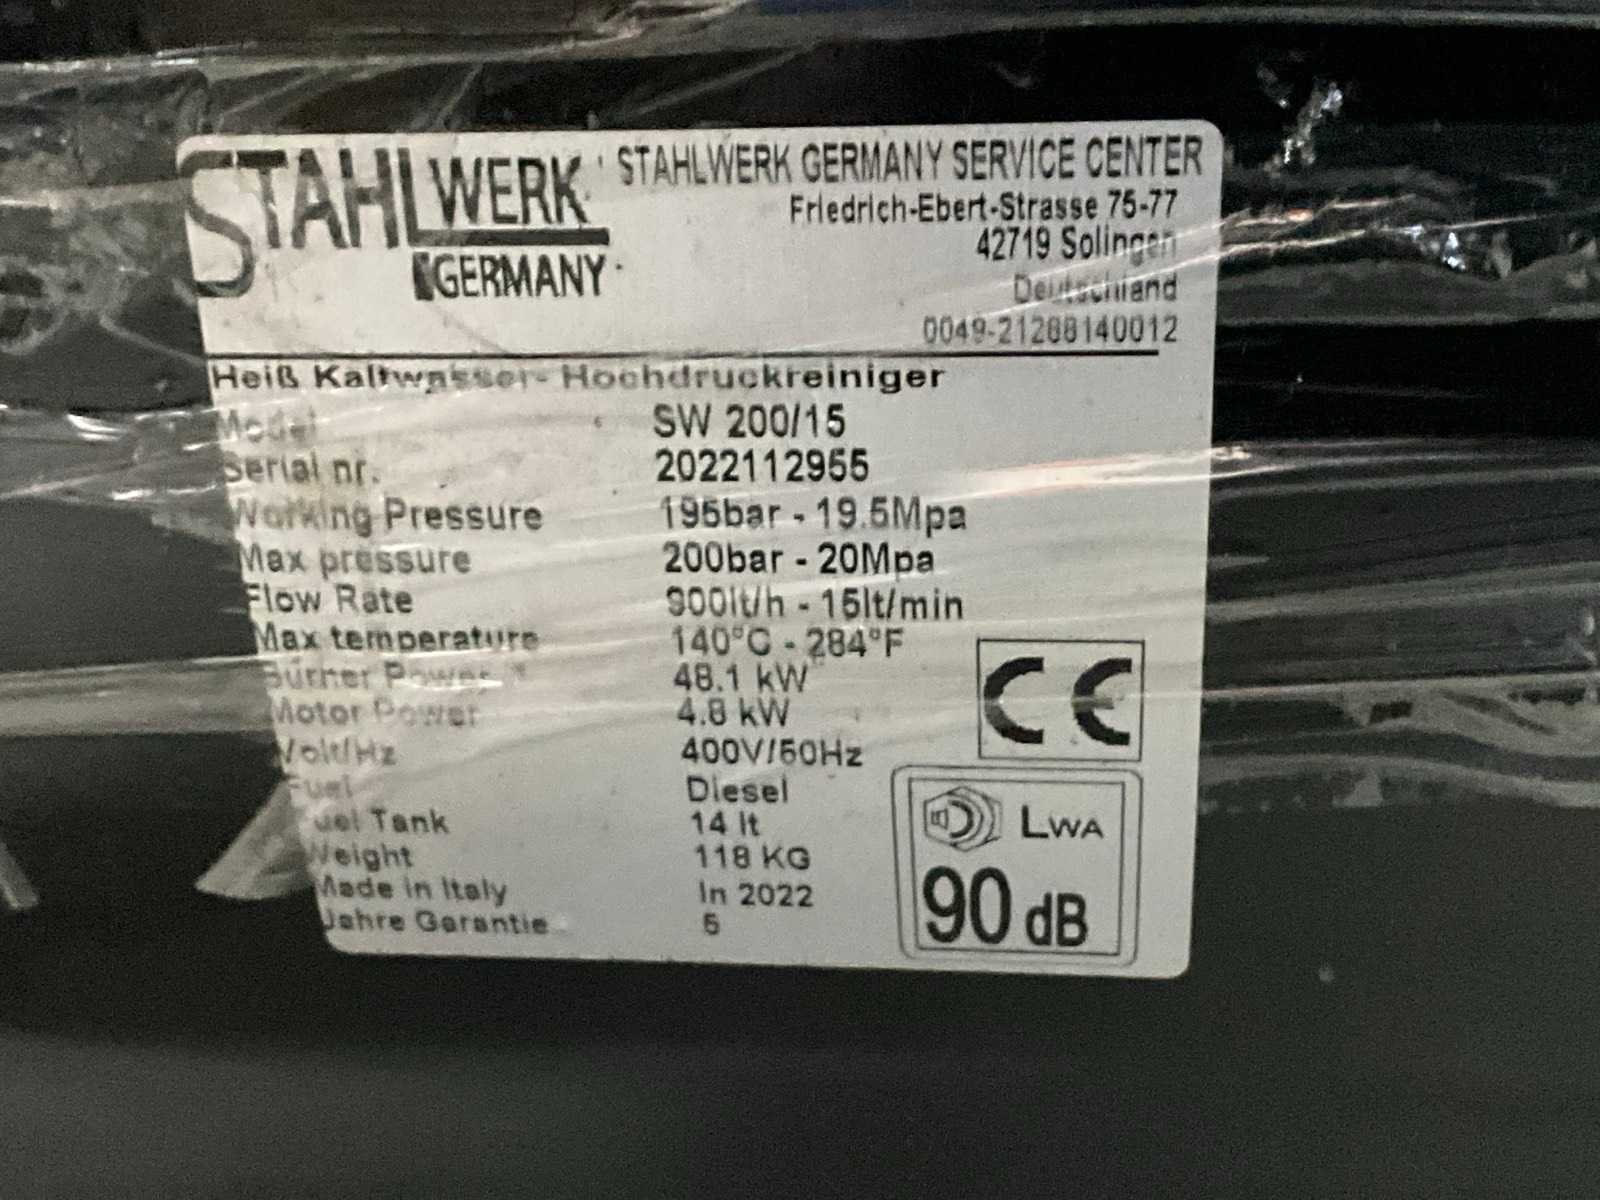 STAHLWERK
GERMANY
STAHLWERK GERMANY SERVICE CENTER
Friedrich-Ebert-Strasse 75-77
42719 Solingen
Deutschland
0049-21288140012
Heiß Kaltwasser- Hochdruckreiniger
Model SW 200/15
Serial nr. 2022112955
Working Pressure 195bar - 19.5Mpa
Max pressure 200bar - 20Mpa
Flow Rate 900lt/h - 15lt/min
Max temperature 140°C - 284°F
Burner Power 48.1 kW
Motor Power 4.8 kW
Volt/Hz 400V/50Hz
Fuel Diesel
Fuel Tank 14 lt
Weight 118 KG
Made in Italy In 2022
Jahre Garantie 5
CE
LWA
90 dB